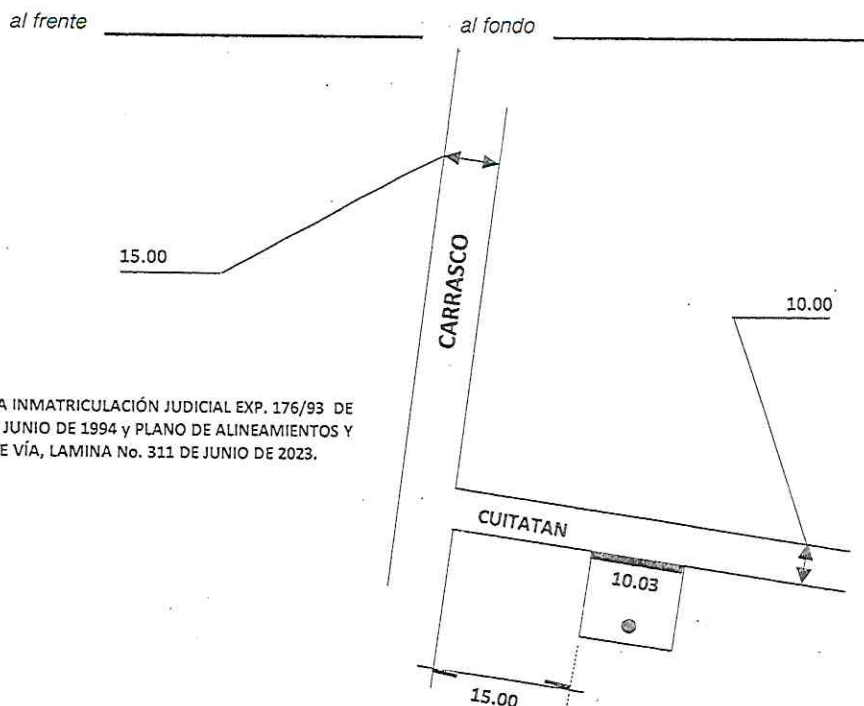 al frente al fondo
15.00
CARRASCO
10.00
A INMATRICULACIÓN JUDICIAL EXP. 176/93 DE
JUNIO DE 1994 y PLANO DE ALINEAMIENTOS Y
E VÍA, LAMINA No. 311 DE JUNIO DE 2023.
CUITATAN
10.03
15.00